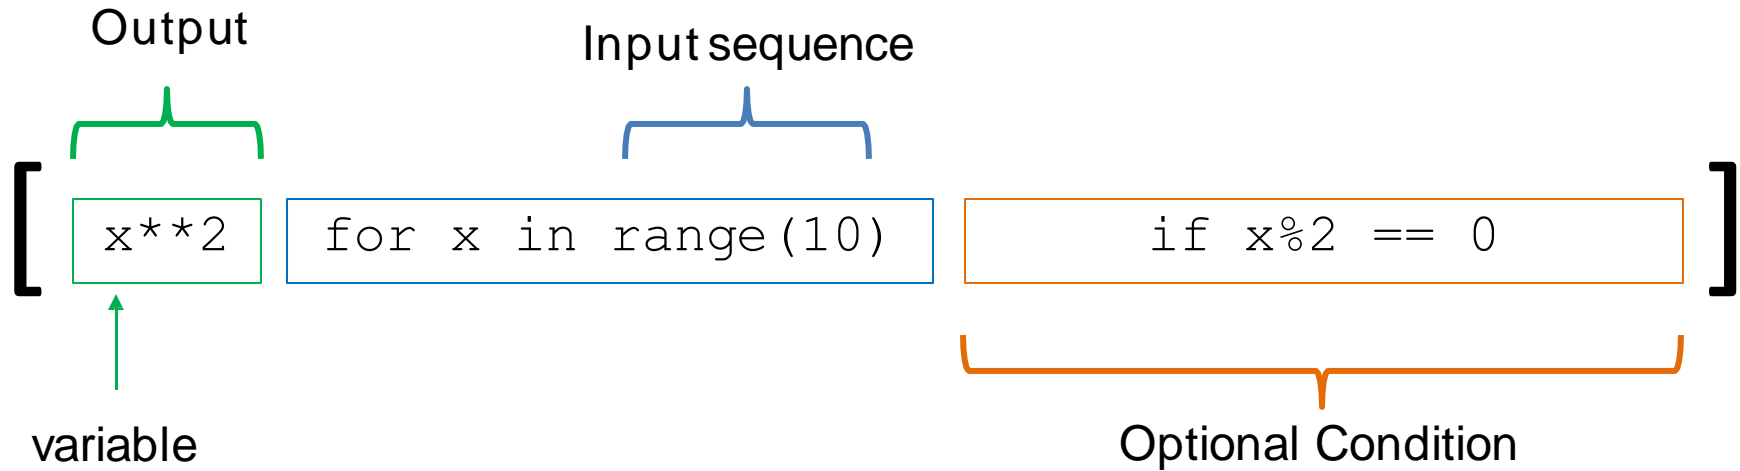 Output
Input sequence
[ x**2 for x in range(10) if x%2 == 0 ]
variable
Optional Condition